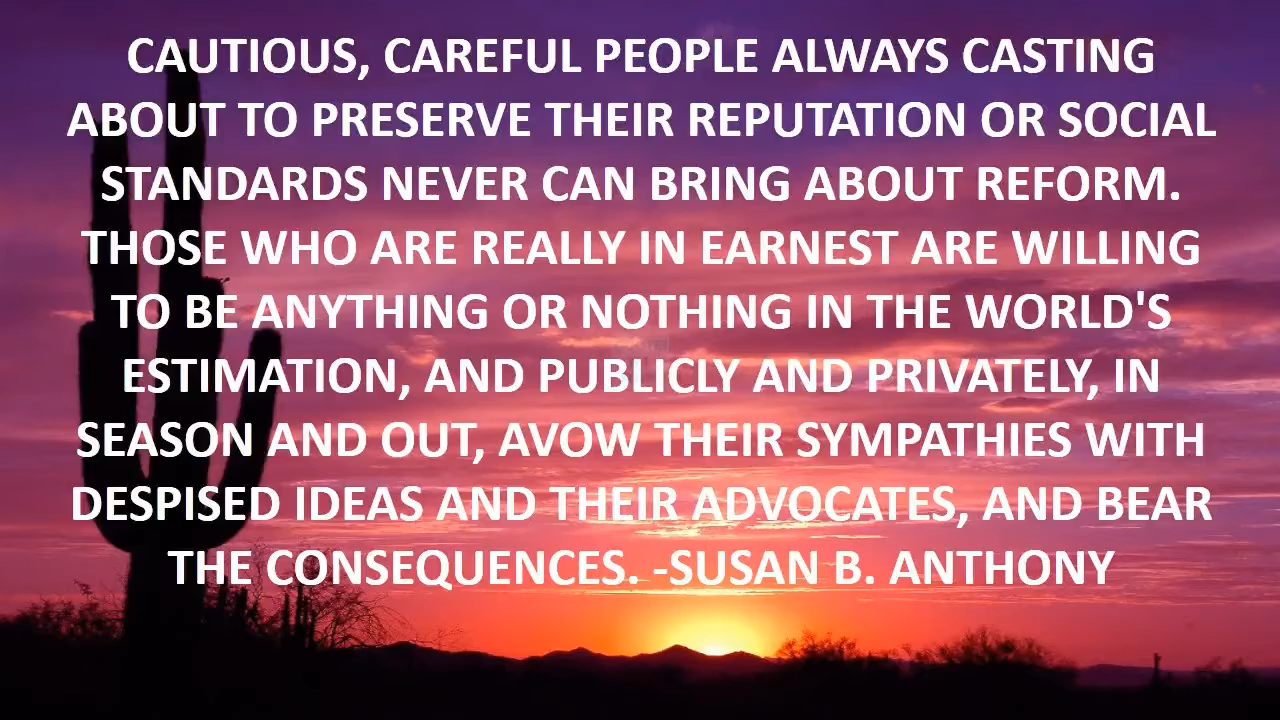 CAUTIOUS, CAREFUL PEOPLE ALWAYS CASTING
ABOUT TO PRESERVE THEIR REPUTATION OR SOCIAL
STANDARDS NEVER CAN BRING ABOUT REFORM.
THOSE WHO ARE REALLY IN EARNEST ARE WILLING
TO BE ANYTHING OR NOTHING IN THE WORLD'S
ESTIMATION, AND PUBLICLY AND PRIVATELY, IN
SEASON AND OUT, AVOW THEIR SYMPATHIES WITH
DESPISED IDEAS AND THEIR ADVOCATES, AND BEAR
THE CONSEQUENCES. -SUSAN B. ANTHONY